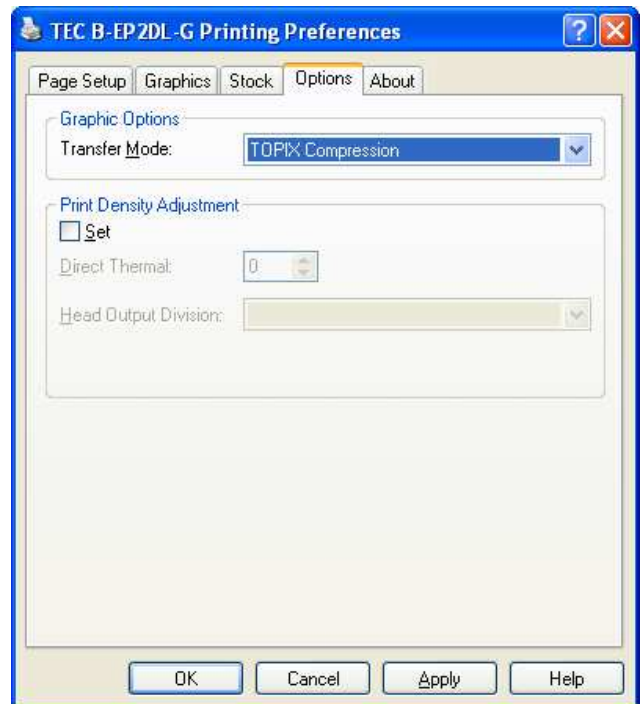 TEC B-EP2DL-G Printing Preferences
Page Setup Graphics Stock Options About
Graphic Options
Transfer Mode: TOPIX Compression
Print Density Adjustment
Set
Direct Thermal: 0
Head Output Division:
OK Cancel Apply Help